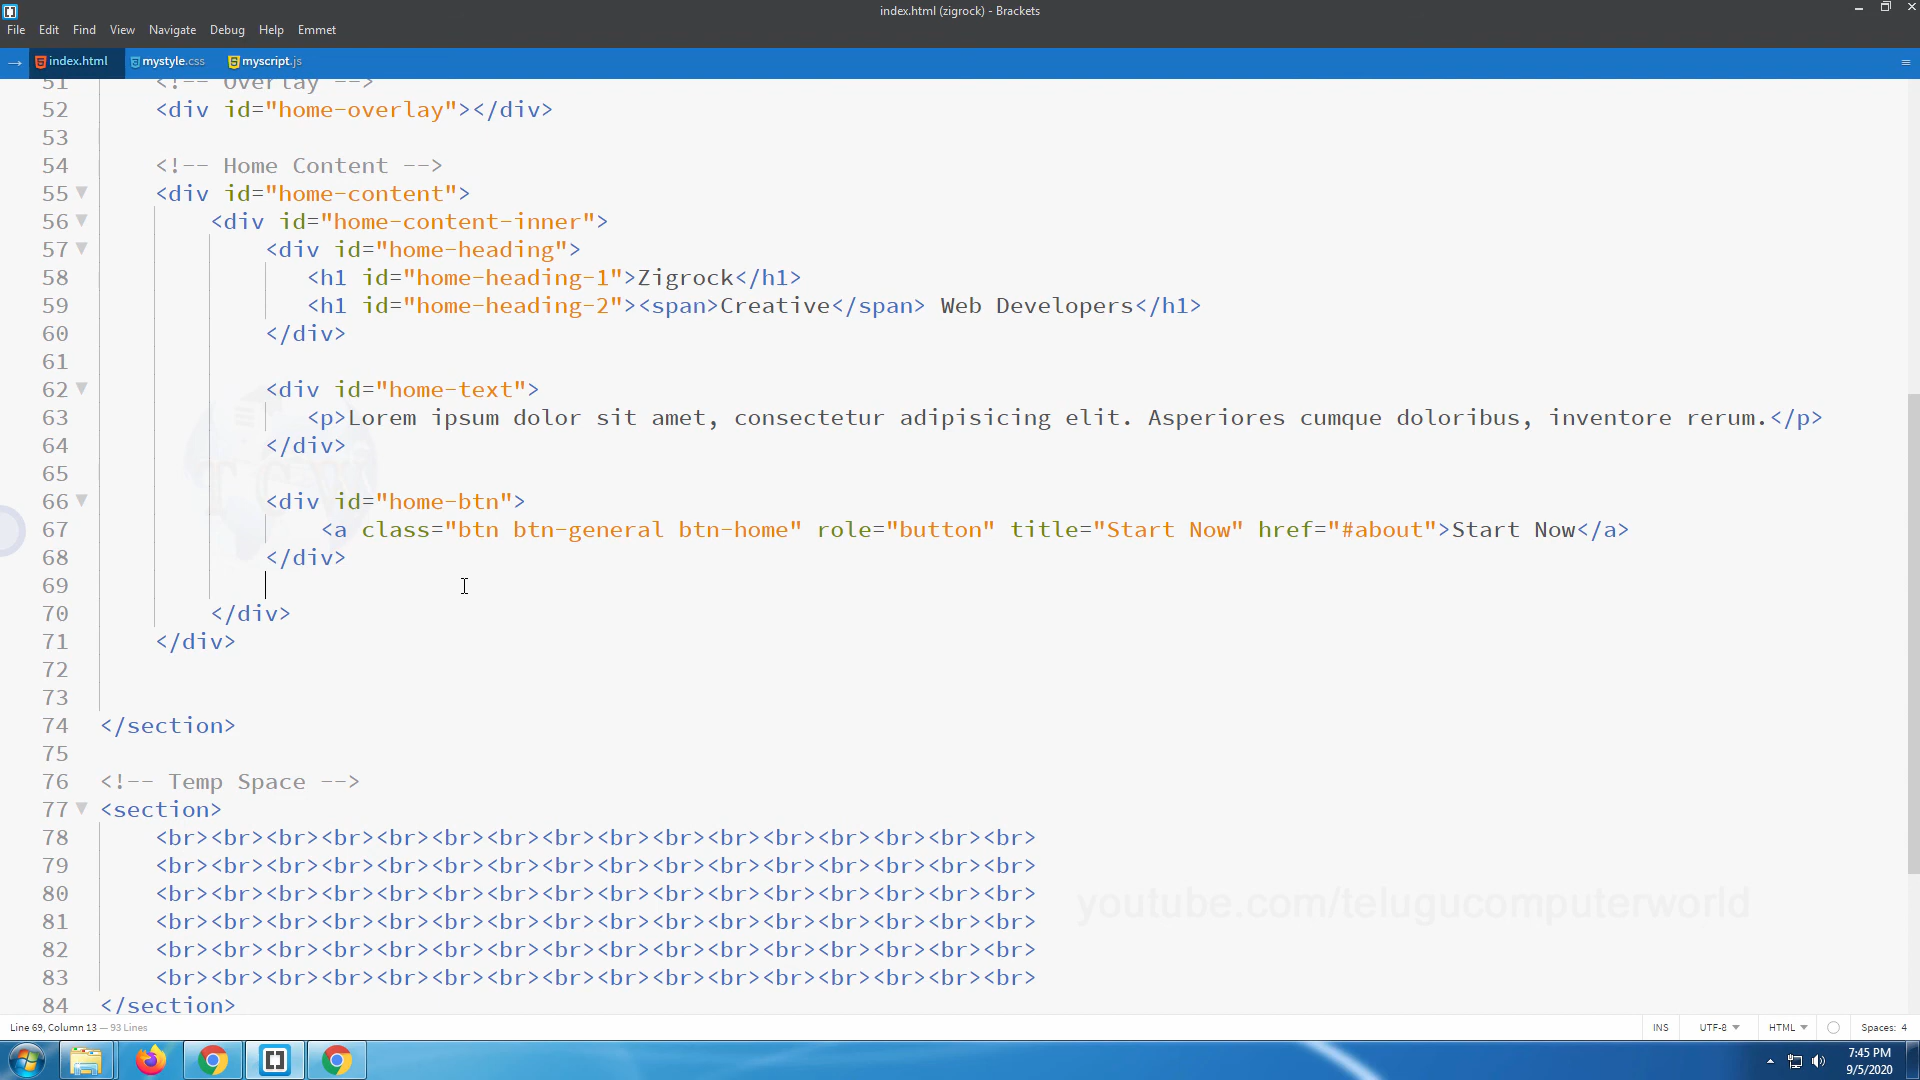 index.html (zigrock) - Brackets
File Edit Find View Navigate Debug Help Emmet
index.html mystyle.css myscript.js
51 <!-- Overlay -->
52 <div id="home-overlay"></div>
53
54 <!-- Home Content -->
55 <div id="home-content">
56 <div id="home-content-inner">
57 <div id="home-heading">
58 <h1 id="home-heading-1">Zigrock</h1>
59 <h1 id="home-heading-2"><span>Creative</span> Web Developers</h1>
60 </div>
61
62 <div id="home-text">
63 <p>Lorem ipsum dolor sit amet, consectetur adipisicing elit. Asperiores cumque doloribus, inventore rerum.</p>
64 </div>
65
66 <div id="home-btn">
67 <a class="btn btn-general btn-home" role="button" title="Start Now" href="#about">Start Now</a>
68 </div>
69
70 </div>
71 </div>
72
73
74 </section>
75
76 <!-- Temp Space -->
77 <section>
78 <br><br><br><br><br><br><br><br><br><br><br><br><br><br><br><br>
79 <br><br><br><br><br><br><br><br><br><br><br><br><br><br><br><br>
80 <br><br><br><br><br><br><br><br><br><br><br><br><br><br><br><br>
81 <br><br><br><br><br><br><br><br><br><br><br><br><br><br><br><br>
82 <br><br><br><br><br><br><br><br><br><br><br><br><br><br><br><br>
83 <br><br><br><br><br><br><br><br><br><br><br><br><br><br><br><br>
84 </section>
TCW
youtube.com/telugucomputerworld
Line 69, Column 13 — 93 Lines
INS UTF-8 HTML Spaces: 4
7:45 PM
9/5/2020